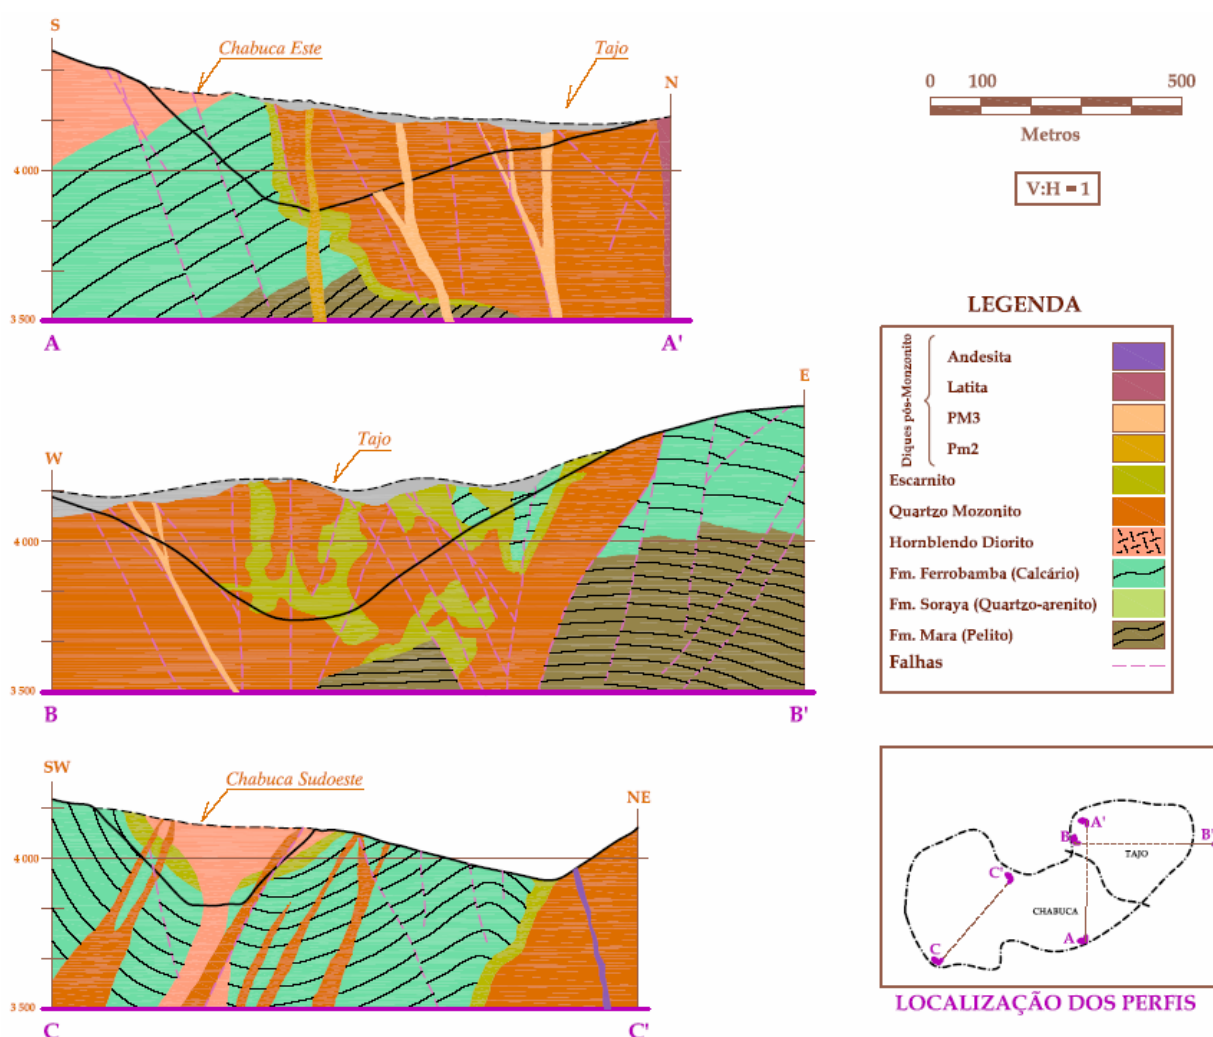 S
Chabuca Este
Tajo
N
4 000
3 500
A
A'
0 100 500
Metros
V:H = 1
E
W
Tajo
4 000
3 500
B
B'
LEGENDA
Diques pós-Monzonito
Andesita
Latita
PM3
Pm2
Escarnito
Quartzo Mozonito
Hornblendo Diorito
Fm. Ferrobamba (Calcário)
Fm. Soraya (Quartzo-arenito)
Fm. Mara (Pelito)
Falhas
SW
Chabuca Sudoeste
NE
4 000
3 500
C
C'
A'
B
B'
TAJO
C'
CHABUCA
A
C
LOCALIZAÇÃO DOS PERFIS